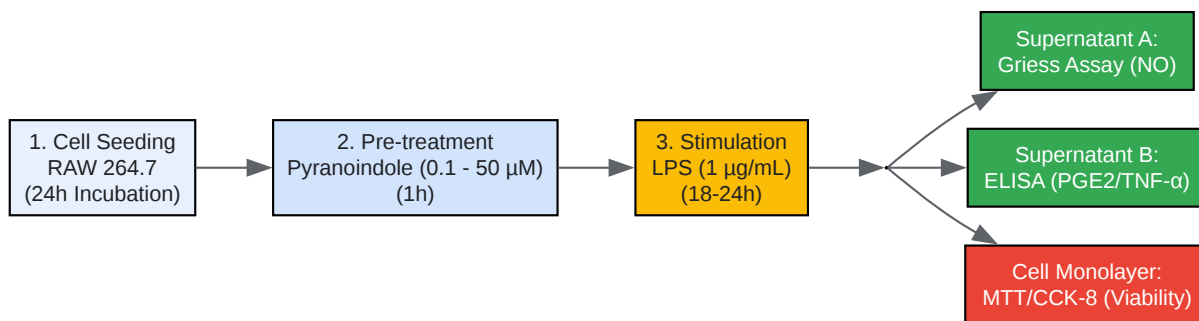 1. Cell Seeding
RAW 264.7
(24h Incubation)
2. Pre-treatment
Pyranoindole (0.1 - 50 µM)
(1h)
3. Stimulation
LPS (1 µg/mL)
(18-24h)
Supernatant A:
Griess Assay (NO)
Supernatant B:
ELISA (PGE2/TNF-α)
Cell Monolayer:
MTT/CCK-8 (Viability)